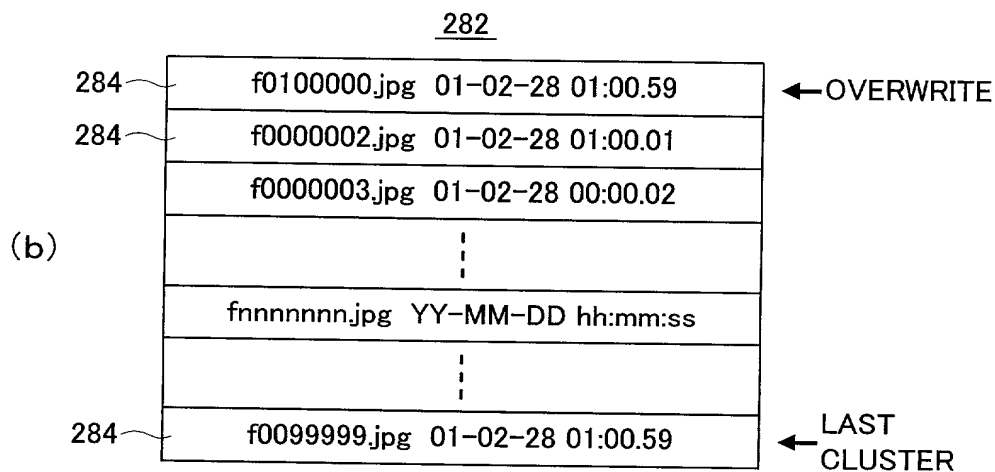 282
284 f0100000.jpg 01-02-28 01:00.59 OVERWRITE
284 f0000002.jpg 01-02-28 01:00.01
f0000003.jpg 01-02-28 00:00.02
(b)
fnnnnnnn.jpg YY-MM-DD hh:mm:ss
284 f0099999.jpg 01-02-28 01:00.59 LAST
CLUSTER